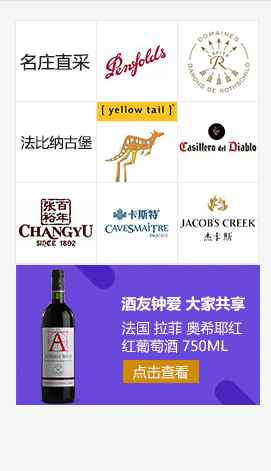 名庄直采
Penfolds
DOMAINES
R
BARONS DE ROTHSCHILD
法比纳古堡
[ yellow tail ]
Casillero del Diablo
张百
裕年
CHANGYU
SINCE 1892
卡斯特
CAVESMAÎTRE
FRANCE
JACOB'S CREEK
杰卡斯
酒友钟爱 大家共享
法国 拉菲 奥希耶红
红葡萄酒 750ML
点击查看
A